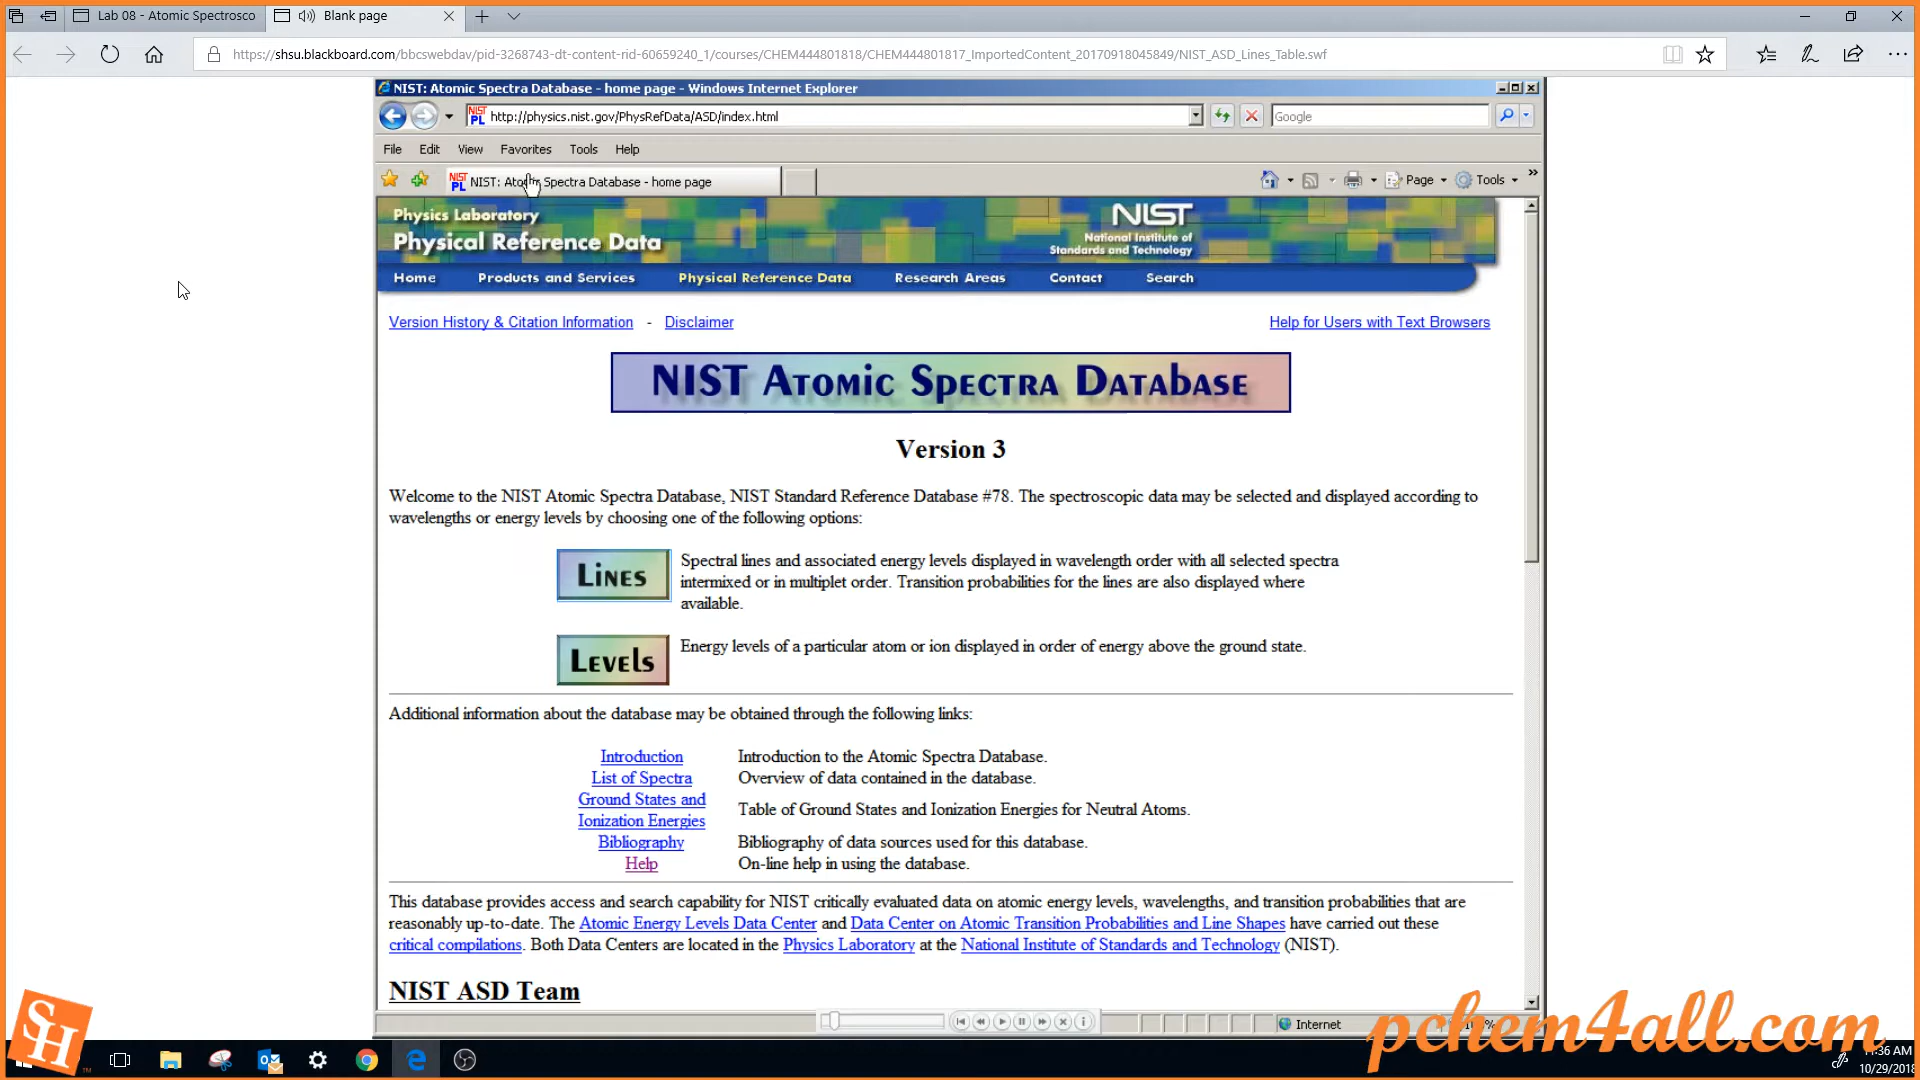 Lab 08 - Atomic Spectrosco
Blank page
https://shsu.blackboard.com/bbcswebdav/pid-3268743-dt-content-rid-60659240_1/courses/CHEM444801818/CHEM444801817_ImportedContent_20170918045849/NIST_ASD_Lines_Table.swf
NIST: Atomic Spectra Database - home page - Windows Internet Explorer
NIST PL http://physics.nist.gov/PhysRefData/ASD/index.html
Google
File Edit View Favorites Tools Help
NIST PL NIST: Atomic Spectra Database - home page
Page Tools
Physics Laboratory
Physical Reference Data
NIST
National Institute of
Standards and Technology
Home Products and Services Physical Reference Data Research Areas Contact Search
Version History & Citation Information - Disclaimer Help for Users with Text Browsers
NIST Atomic Spectra Database
Version 3
Welcome to the NIST Atomic Spectra Database, NIST Standard Reference Database #78. The spectroscopic data may be selected and displayed according to
wavelengths or energy levels by choosing one of the following options:
Lines
Spectral lines and associated energy levels displayed in wavelength order with all selected spectra
intermixed or in multiplet order. Transition probabilities for the lines are also displayed where
available.
Levels
Energy levels of a particular atom or ion displayed in order of energy above the ground state.
Additional information about the database may be obtained through the following links:
Introduction Introduction to the Atomic Spectra Database.
List of Spectra Overview of data contained in the database.
Ground States and
Ionization Energies
Table of Ground States and Ionization Energies for Neutral Atoms.
Bibliography Bibliography of data sources used for this database.
Help On-line help in using the database.
This database provides access and search capability for NIST critically evaluated data on atomic energy levels, wavelengths, and transition probabilities that are
reasonably up-to-date. The Atomic Energy Levels Data Center and Data Center on Atomic Transition Probabilities and Line Shapes have carried out these
critical compilations. Both Data Centers are located in the Physics Laboratory at the National Institute of Standards and Technology (NIST).
NIST ASD Team
Internet
pchem4all.com
SH
TM
:36 AM
10/29/2018